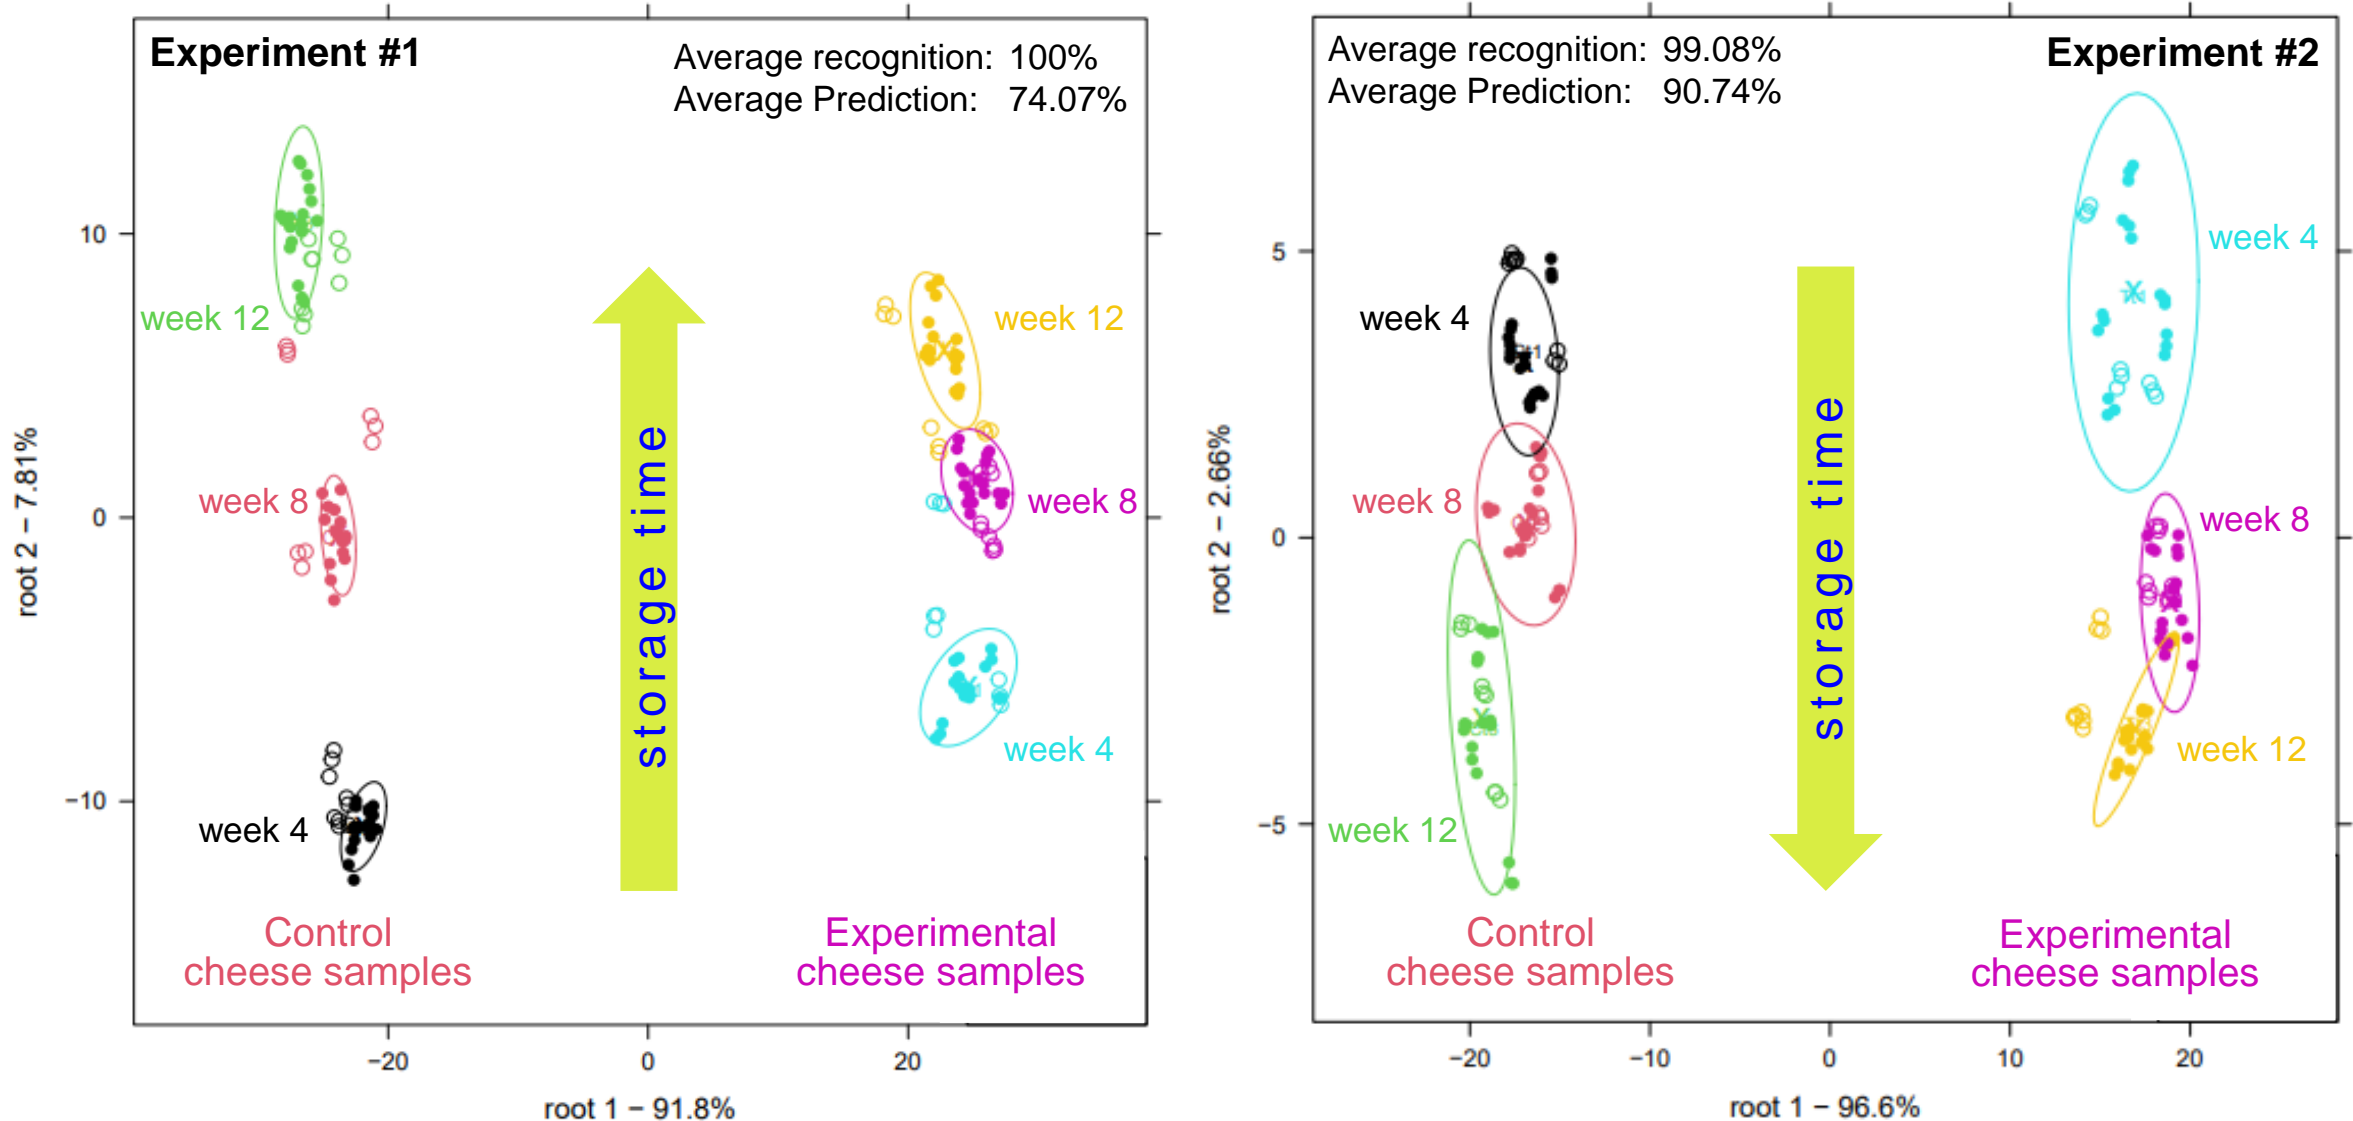 Experiment #1
Average recognition: 100%
Average Prediction: 74.07%
week 12
week 8
week 4
week 12
week 8
week 4
storage time
Control
cheese samples
Experimental
cheese samples
10
0
−10
root 2 − 7.81%
−20
0
20
root 1 − 91.8%
Average recognition: 99.08%
Average Prediction: 90.74%
Experiment #2
week 4
week 8
week 12
week 4
week 8
week 12
storage time
Control
cheese samples
Experimental
cheese samples
5
0
−5
root 2 − 2.66%
−20
−10
0
10
20
root 1 − 96.6%